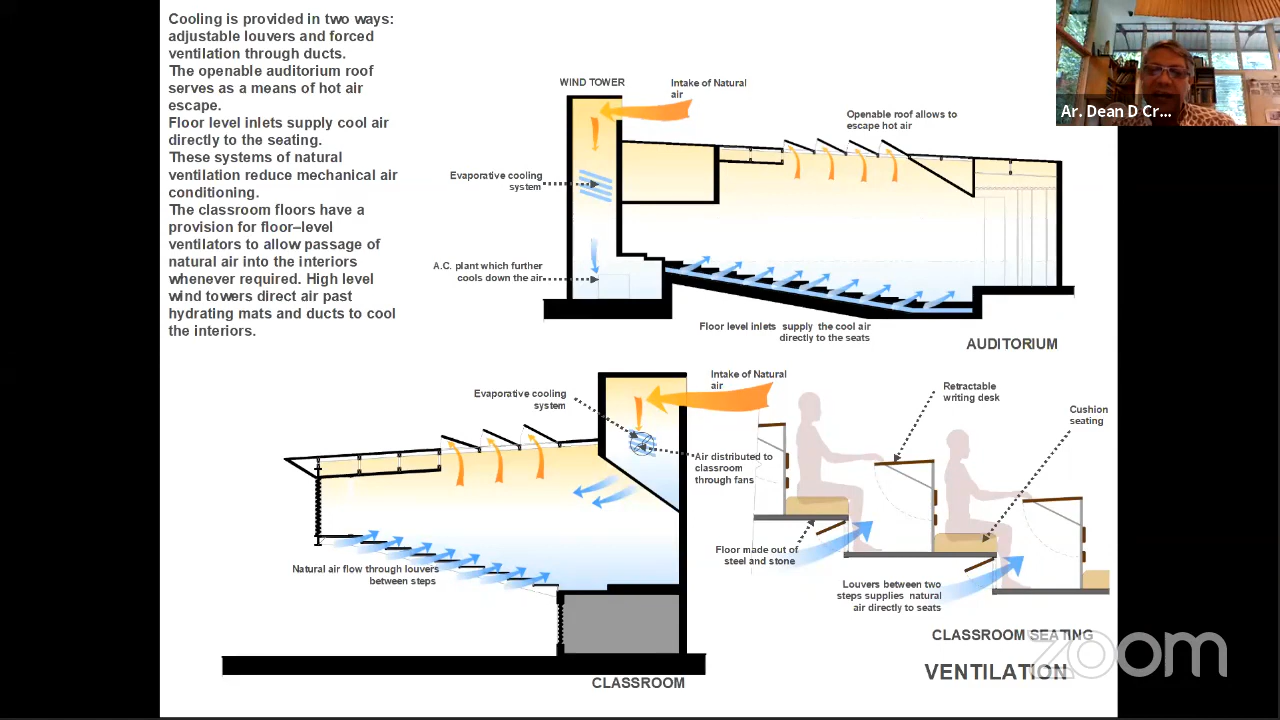 Cooling is provided in two ways:
adjustable louvers and forced
ventilation through ducts.
The openable auditorium roof
serves as a means of hot air
escape.
Floor level inlets supply cool air
directly to the seating.
These systems of natural
ventilation reduce mechanical air
conditioning.
The classroom floors have a
provision for floor–level
ventilators to allow passage of
natural air into the interiors
whenever required. High level
wind towers direct air past
hydrating mats and ducts to cool
the interiors.
WIND TOWER
Intake of Natural
air
Openable roof allows to
escape hot air
Evaporative cooling
system
A.C. plant which further
cools down the air
Floor level inlets supply the cool air
directly to the seats
AUDITORIUM
Ar. Dean D Cr...
Evaporative cooling
system
Intake of Natural
air
Air distributed to
classroom
through fans
Natural air flow through louvers
between steps
CLASSROOM
Retractable
writing desk
Cushion
seating
Floor made out of
steel and stone
Louvers between two
steps supplies natural
air directly to seats
CLASSROOM SEATING
VENTILATION
zoom